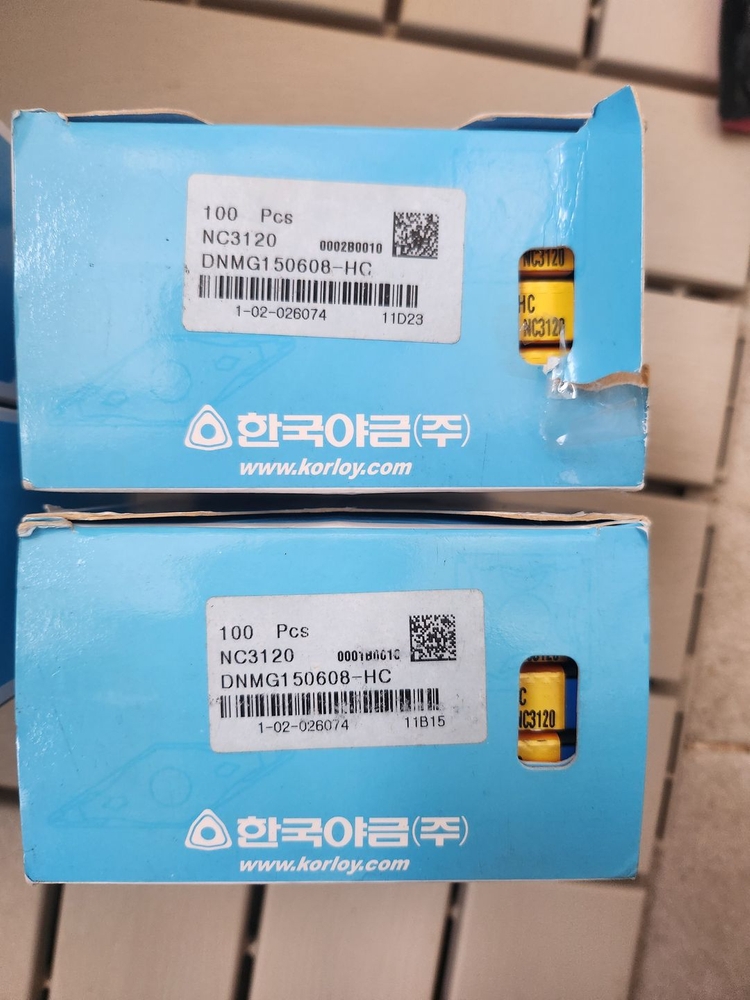 100 Pcs
NC3120 0002B0010
DNMG150608-HC
1-02-026074 11D23
NC3120
HC
NC3120
한국야금(주)
www.korloy.com
100 Pcs
NC3120
DNMG150608-HC
1-02-026074 11B15
C
NC3120
한국야금(주)
www.korloy.com